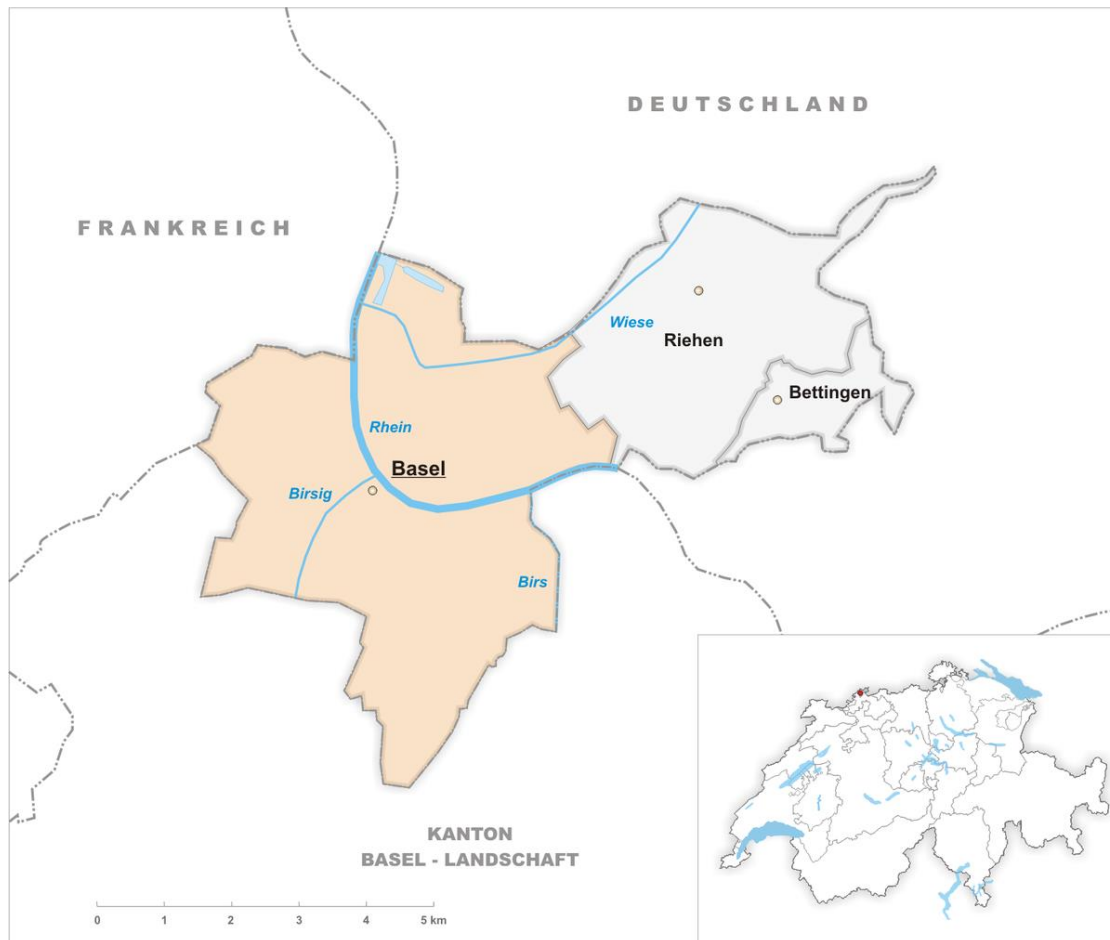 DEUTSCHLAND
FRANKREICH
Wiese
Riehen
Bettingen
Rhein
Basel
Birsig
Birs
KANTON
BASEL - LANDSCHAFT
0 1 2 3 4 5 km